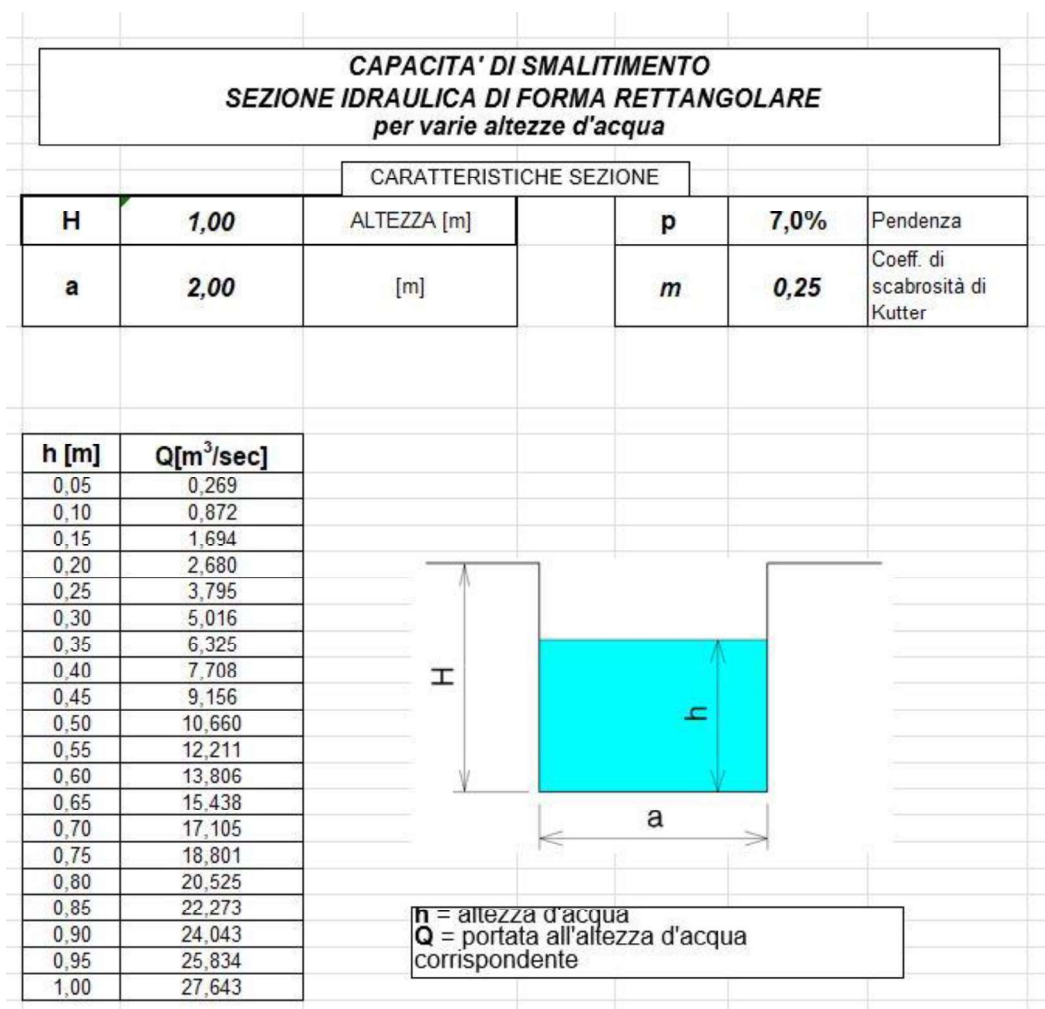 CAPACITA' DI SMALITIMENTO
SEZIONE IDRAULICA DI FORMA RETTANGOLARE
per varie altezze d'acqua
CARATTERISTICHE SEZIONE
H 1,00 ALTEZZA [m] p 7,0% Pendenza
a 2,00 [m] m 0,25 Coeff. di
scabrosità di
Kutter
h [m] Q[m³/sec]
0,05 0,269
0,10 0,872
0,15 1,694
0,20 2,680
0,25 3,795
0,30 5,016
0,35 6,325
0,40 7,708
0,45 9,156
0,50 10,660
0,55 12,211
0,60 13,806
0,65 15,438
0,70 17,105
0,75 18,801
0,80 20,525
0,85 22,273
0,90 24,043
0,95 25,834
1,00 27,643
H
h
a
h = altezza d'acqua
Q = portata all'altezza d'acqua
corrispondente